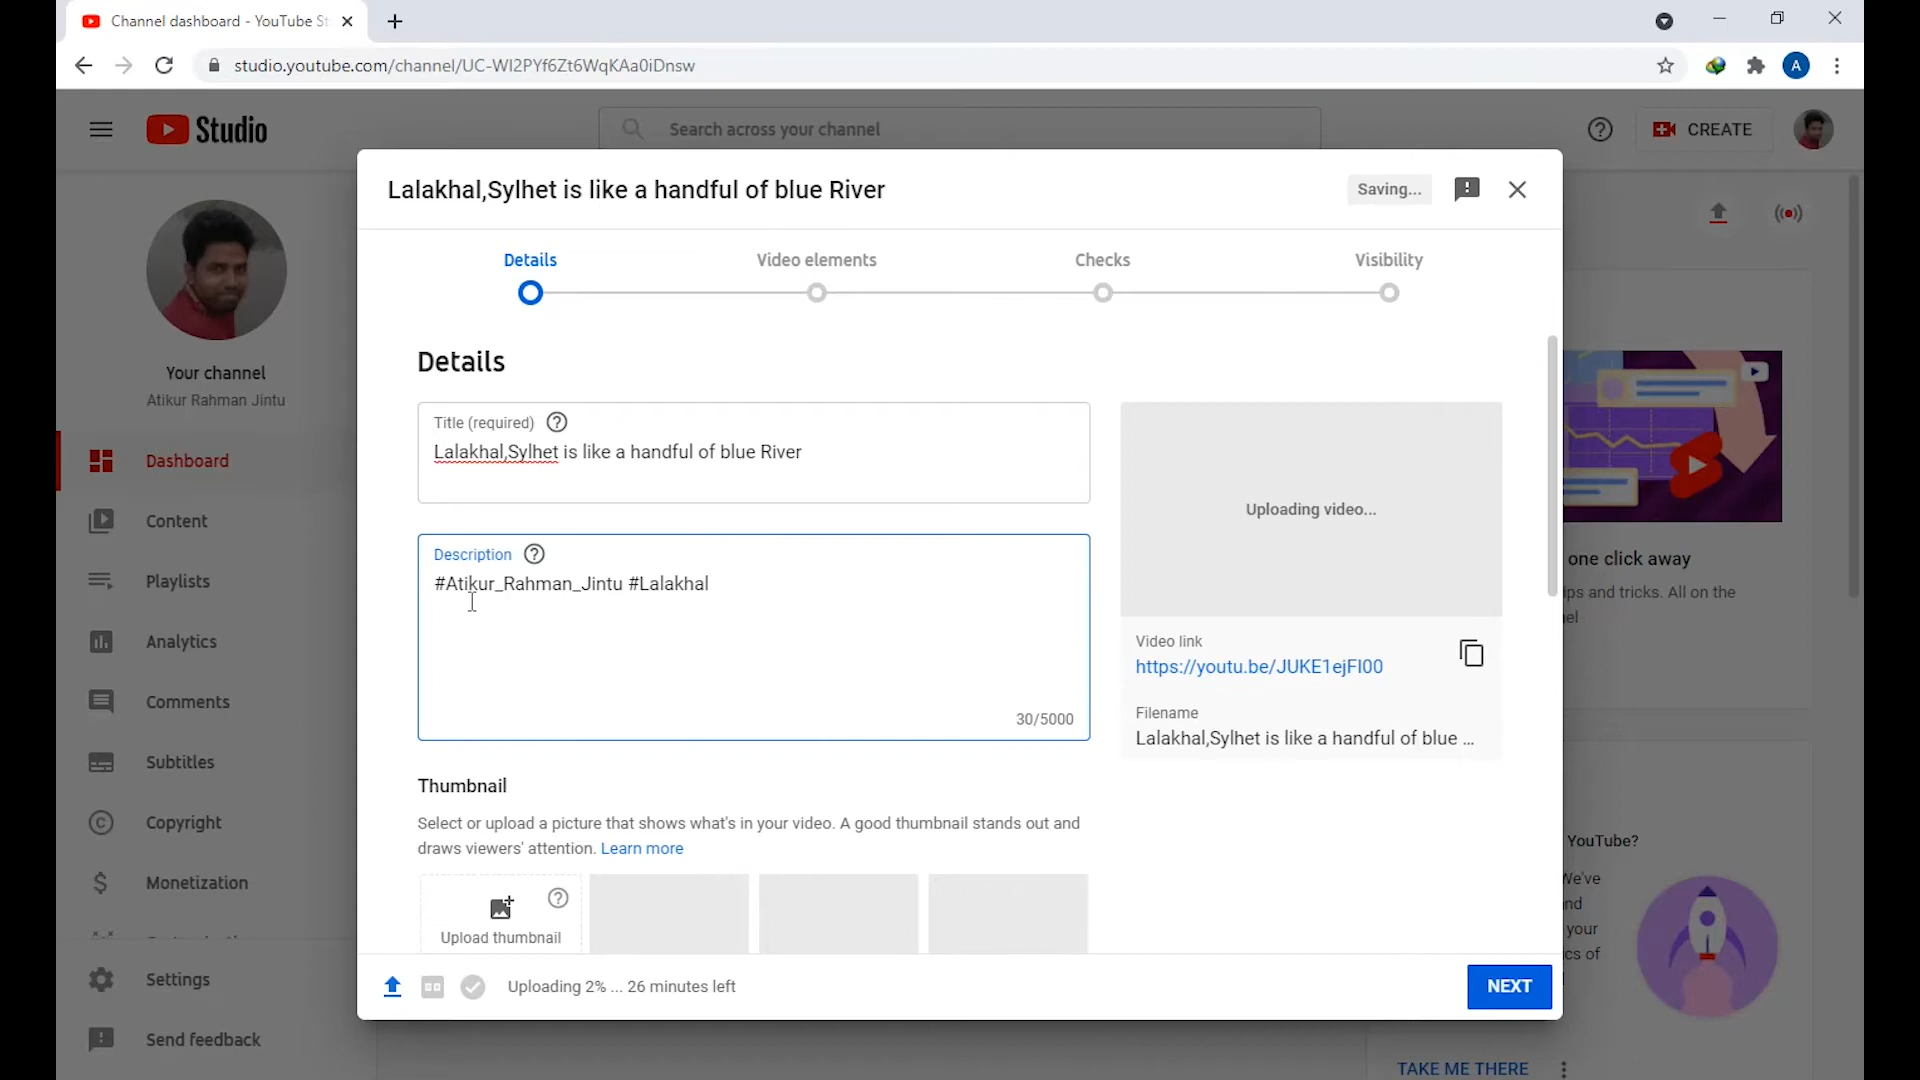 Channel dashboard - YouTube St
studio.youtube.com/channel/UC-WI2PYf6Zt6WqKAa0iDnsw
A
Studio
Search across your channel
CREATE
Lalakhal,Sylhet is like a handful of blue River
Saving...
Details
Video elements
Checks
Visibility
Your channel
Atikur Rahman Jintu
Dashboard
Content
Playlists
Analytics
Comments
Subtitles
Copyright
Monetization
Settings
Send feedback
Details
Title (required)
Lalakhal,Sylhet is like a handful of blue River
Description
#Atikur_Rahman_Jintu #Lalakhal
30/5000
Uploading video...
Video link
https://youtu.be/JUKE1ejFI00
Filename
Lalakhal,Sylhet is like a handful of blue ...
Thumbnail
Select or upload a picture that shows what's in your video. A good thumbnail stands out and
draws viewers' attention. Learn more
Upload thumbnail
Uploading 2% ... 26 minutes left
NEXT
one click away
ps and tricks. All on the
el
YouTube?
We've
nd
your
cs of
TAKE ME THERE